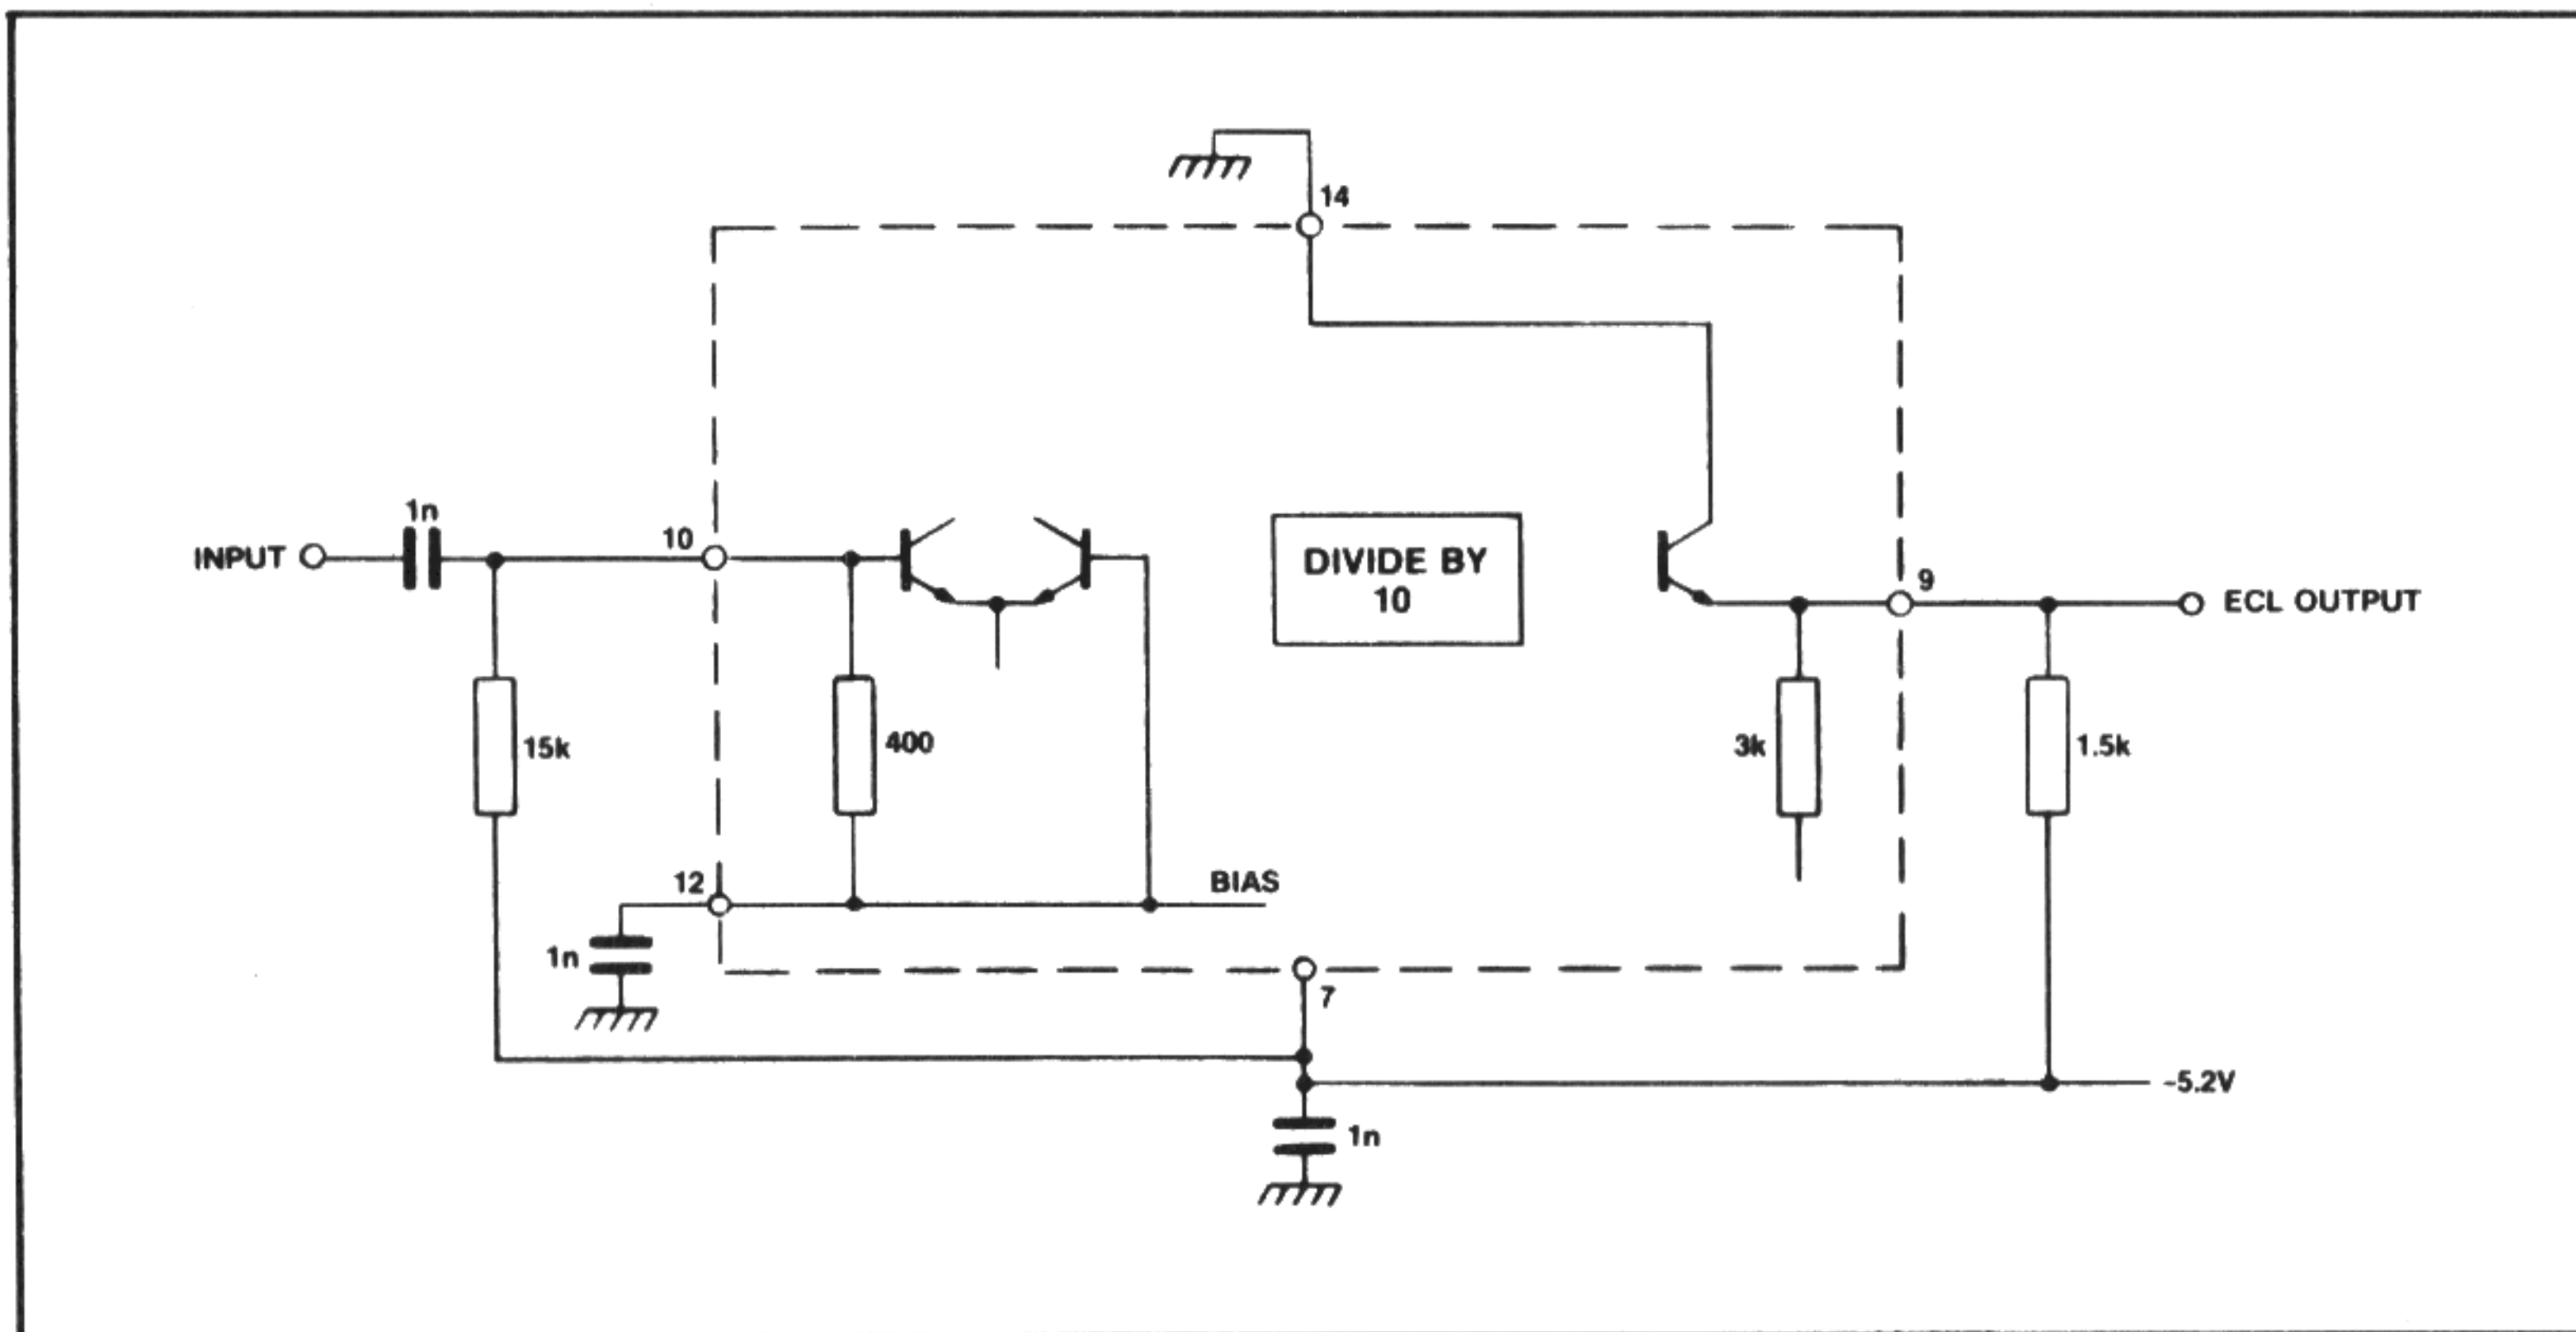 14
1n
INPUT
10
DIVIDE BY
10
9
ECL OUTPUT
15k
400
3k
1.5k
12
BIAS
1n
7
-5.2V
1n